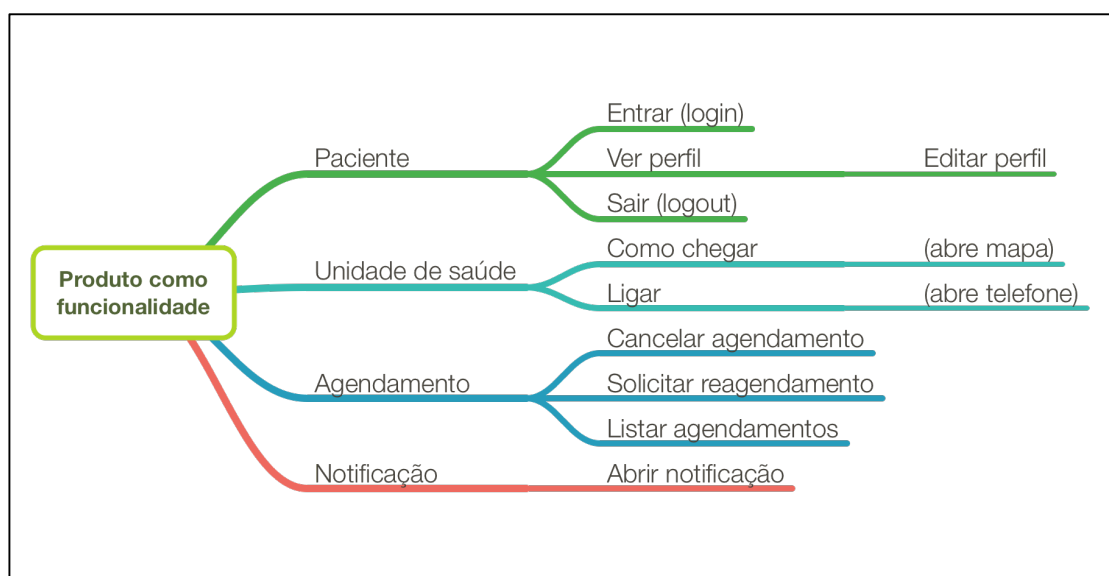 Produto como
funcionalidade
Paciente
Entrar (login)
Ver perfil
Editar perfil
Sair (logout)
Unidade de saúde
Como chegar
(abre mapa)
Ligar
(abre telefone)
Agendamento
Cancelar agendamento
Solicitar reagendamento
Listar agendamentos
Notificação
Abrir notificação